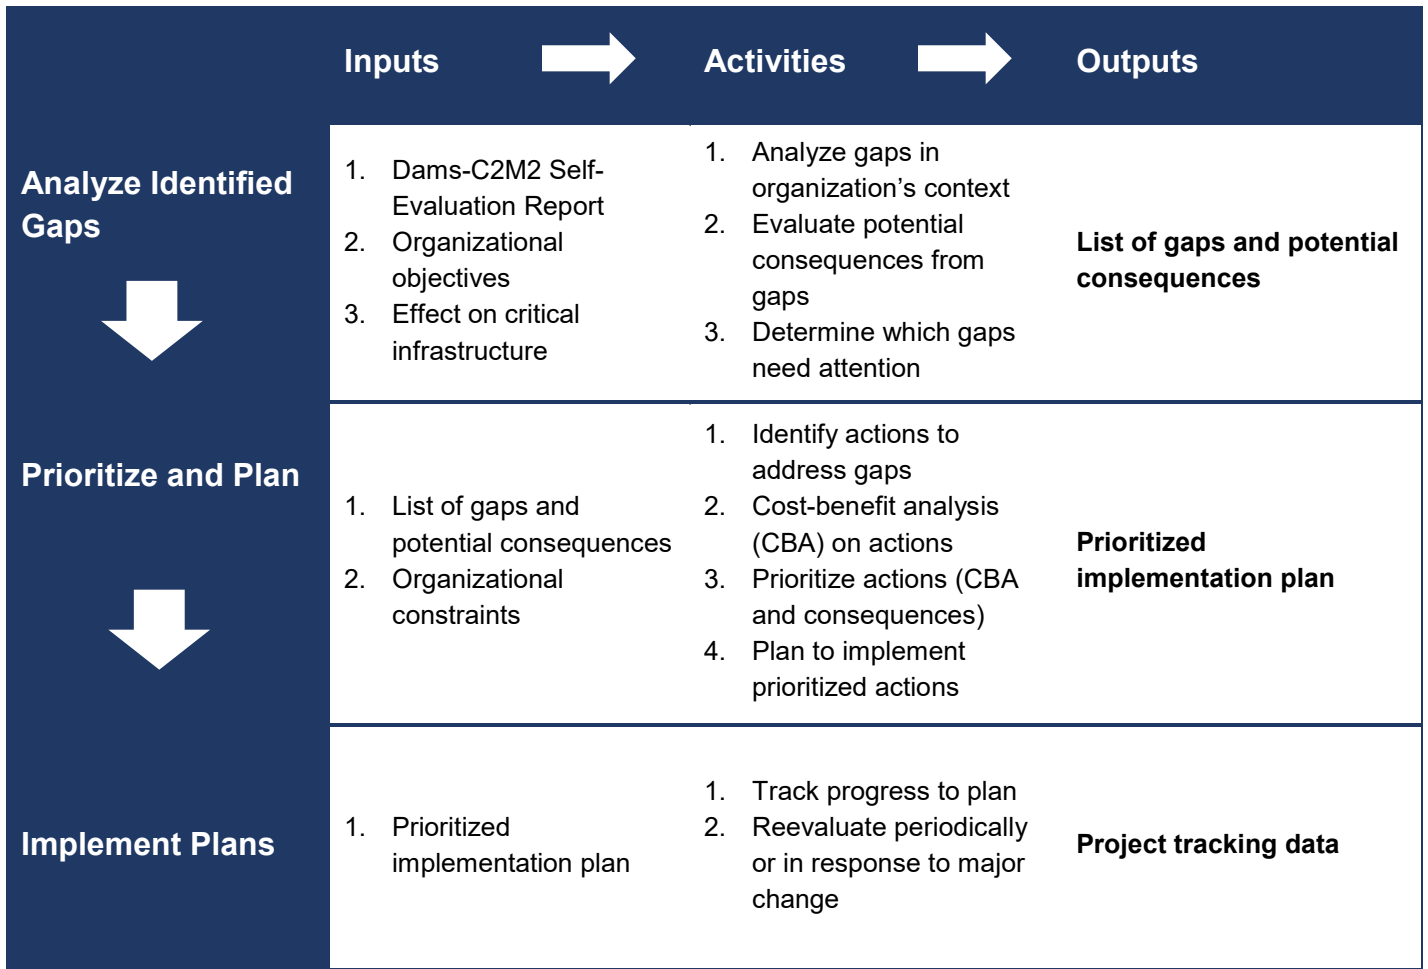 Inputs
Activities
Outputs
Analyze Identified
Gaps
1. Dams-C2M2 Self-
Evaluation Report
2. Organizational
objectives
3. Effect on critical
infrastructure
1. Analyze gaps in
organization’s context
2. Evaluate potential
consequences from
gaps
3. Determine which gaps
need attention
List of gaps and potential
consequences
Prioritize and Plan
1. List of gaps and
potential consequences
2. Organizational
constraints
1. Identify actions to
address gaps
2. Cost-benefit analysis
(CBA) on actions
3. Prioritize actions (CBA
and consequences)
4. Plan to implement
prioritized actions
Prioritized
implementation plan
Implement Plans
1. Prioritized
implementation plan
1. Track progress to plan
2. Reevaluate periodically
or in response to major
change
Project tracking data